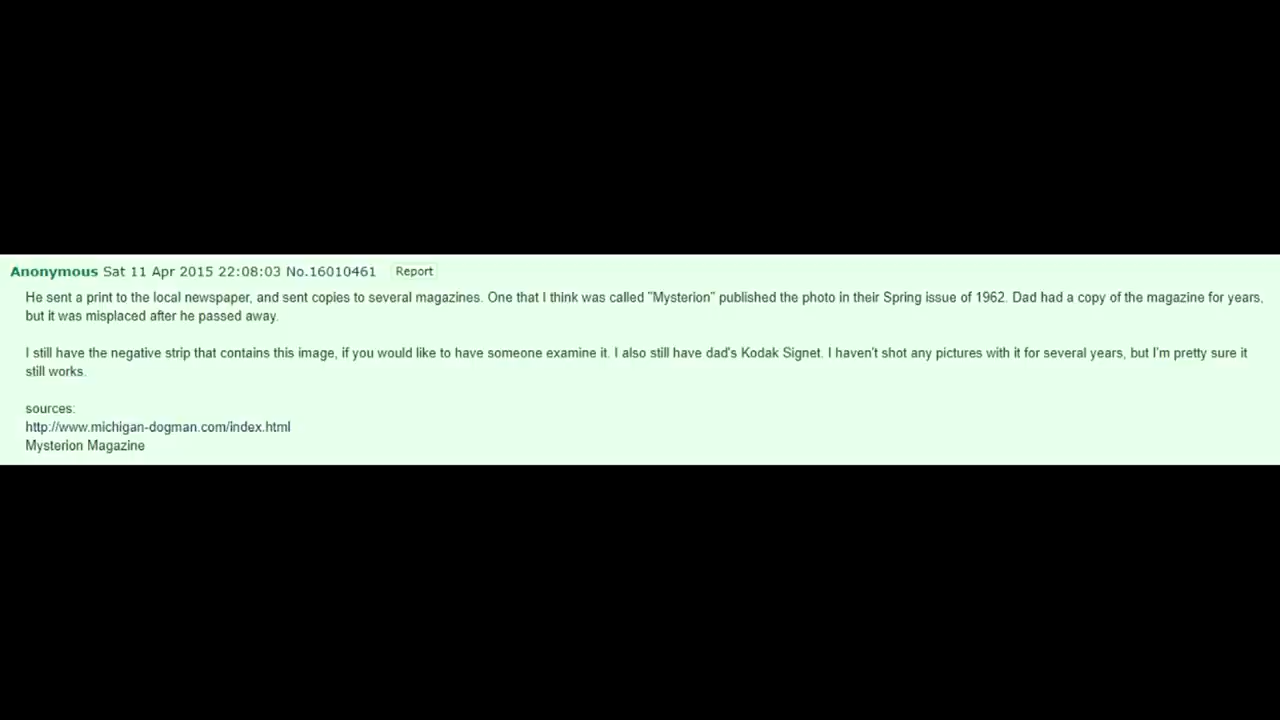 Anonymous Sat 11 Apr 2015 22:08:03 No.16010461 Report
He sent a print to the local newspaper, and sent copies to several magazines. One that I think was called "Mysterion" published the photo in their Spring issue of 1962. Dad had a copy of the magazine for years,
but it was misplaced after he passed away.
I still have the negative strip that contains this image, if you would like to have someone examine it. I also still have dad's Kodak Signet. I haven't shot any pictures with it for several years, but I'm pretty sure it
still works.
sources:
http://www.michigan-dogman.com/index.html
Mysterion Magazine